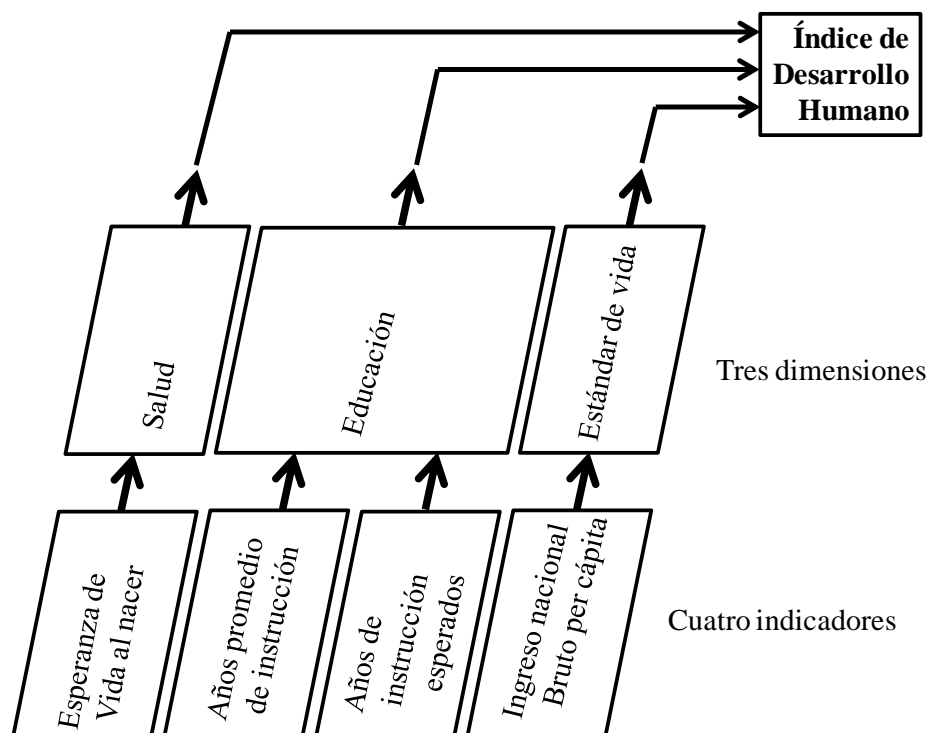 Índice de
Desarrollo
Humano
Salud
Educación
Estándar de vida
Tres dimensiones
Esperanza de
Vida al nacer
Años promedio
de instrucción
Años de
instrucción
esperados
Ingreso nacional
Bruto per cápita
Cuatro indicadores